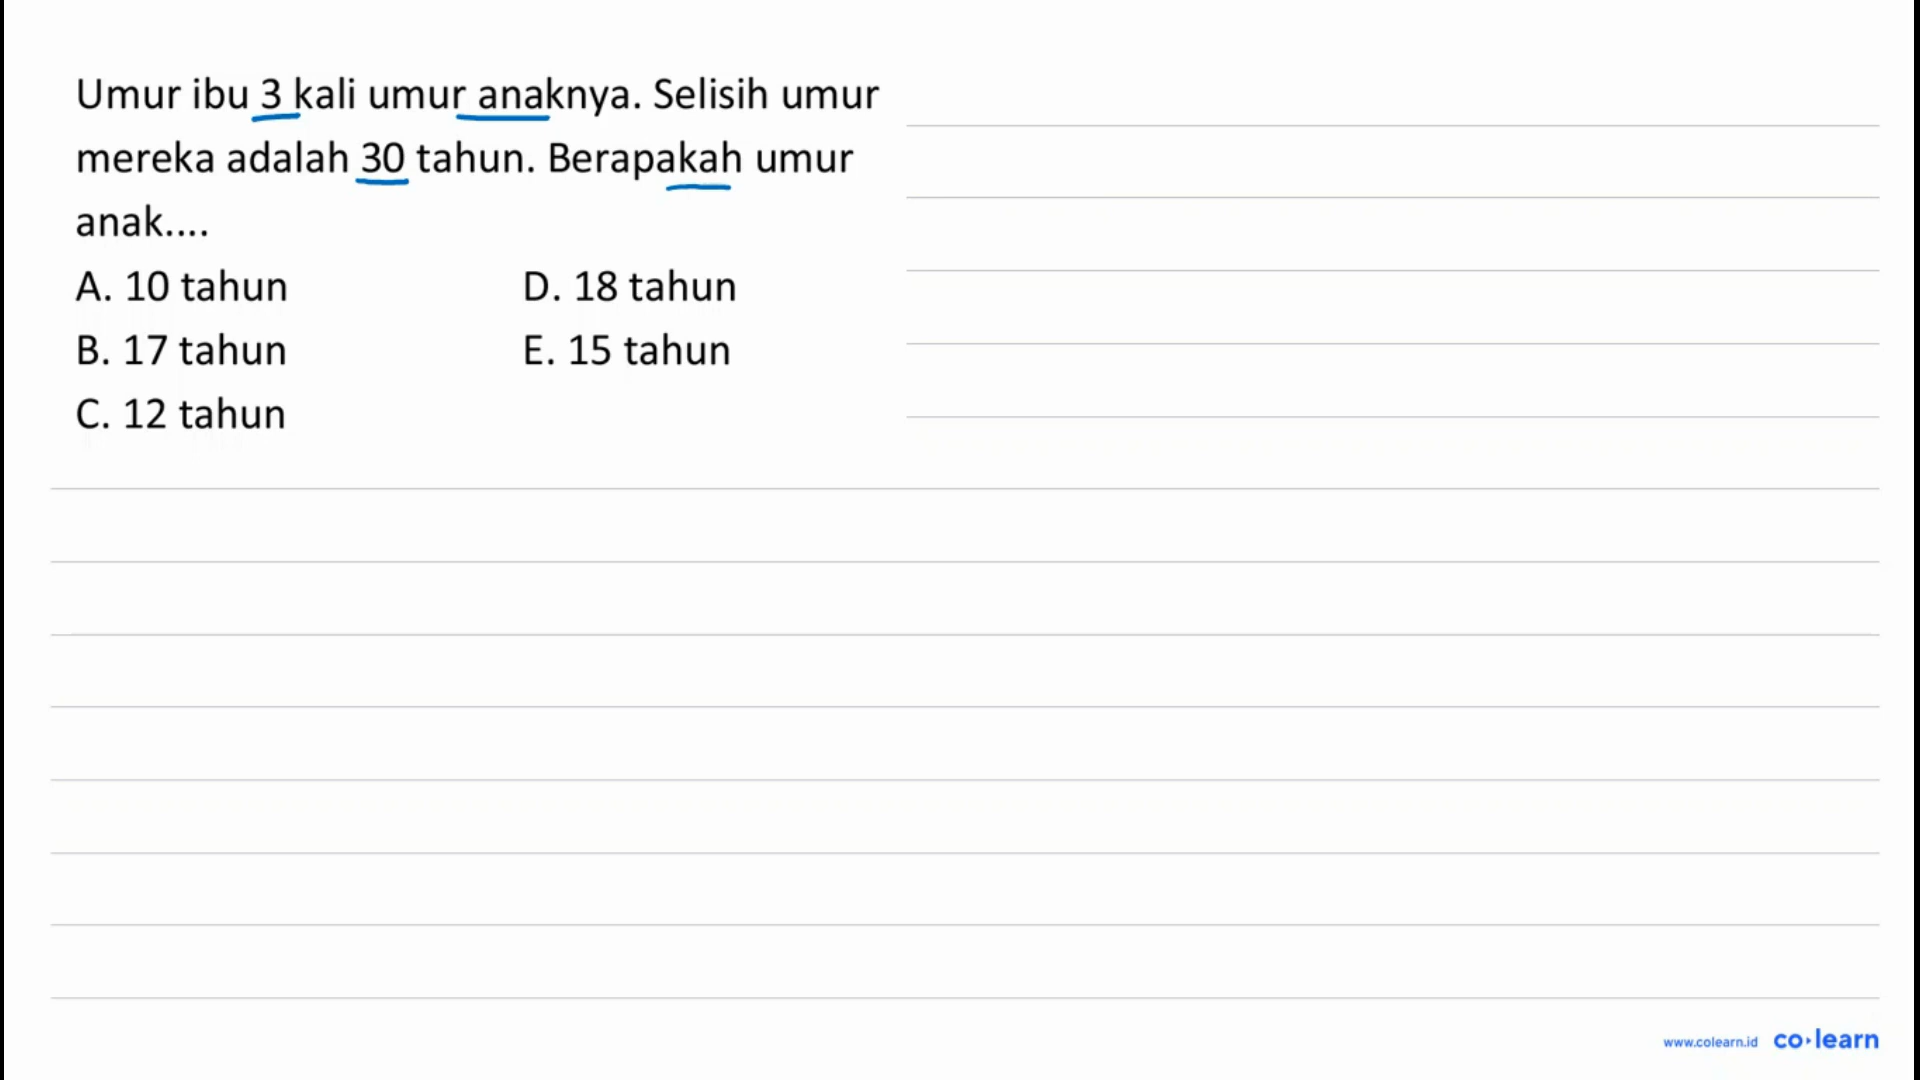 Umur ibu 3 kali umur anaknya. Selisih umur
mereka adalah 30 tahun. Berapakah umur
anak....
A. 10 tahun
B. 17 tahun
C. 12 tahun
D. 18 tahun
E. 15 tahun
www.colearn.id co·learn